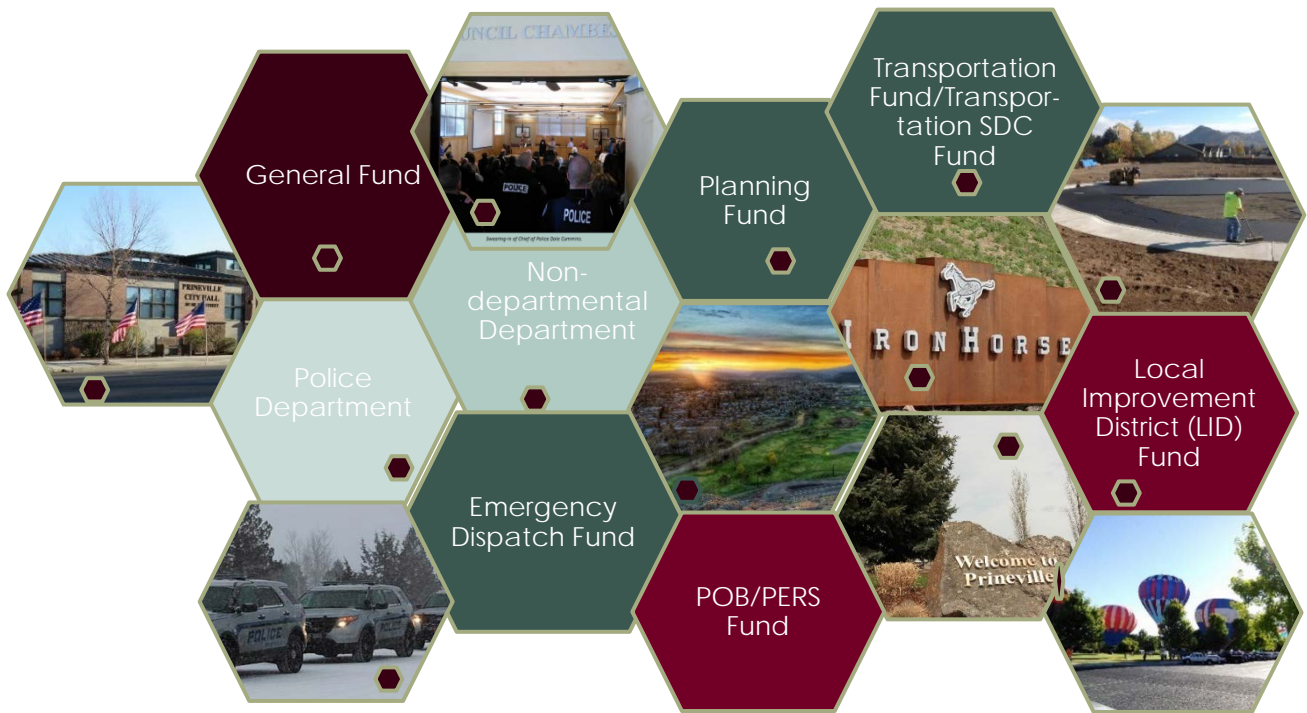 UNCIL CHAMBE
POLICE
POLICE
Swearing-in of Chief of Police Dale Cummins.
General Fund
Transportation
Fund/Transpor-
tation SDC
Fund
Planning
Fund
PRINEVILLE
CITY HALL
Non-
departmental
Department
IRONHORSE
Police
Department
Local
Improvement
District (LID)
Fund
Emergency
Dispatch Fund
Welcome to
Prineville
POB/PERS
Fund
POLICE
POLICE